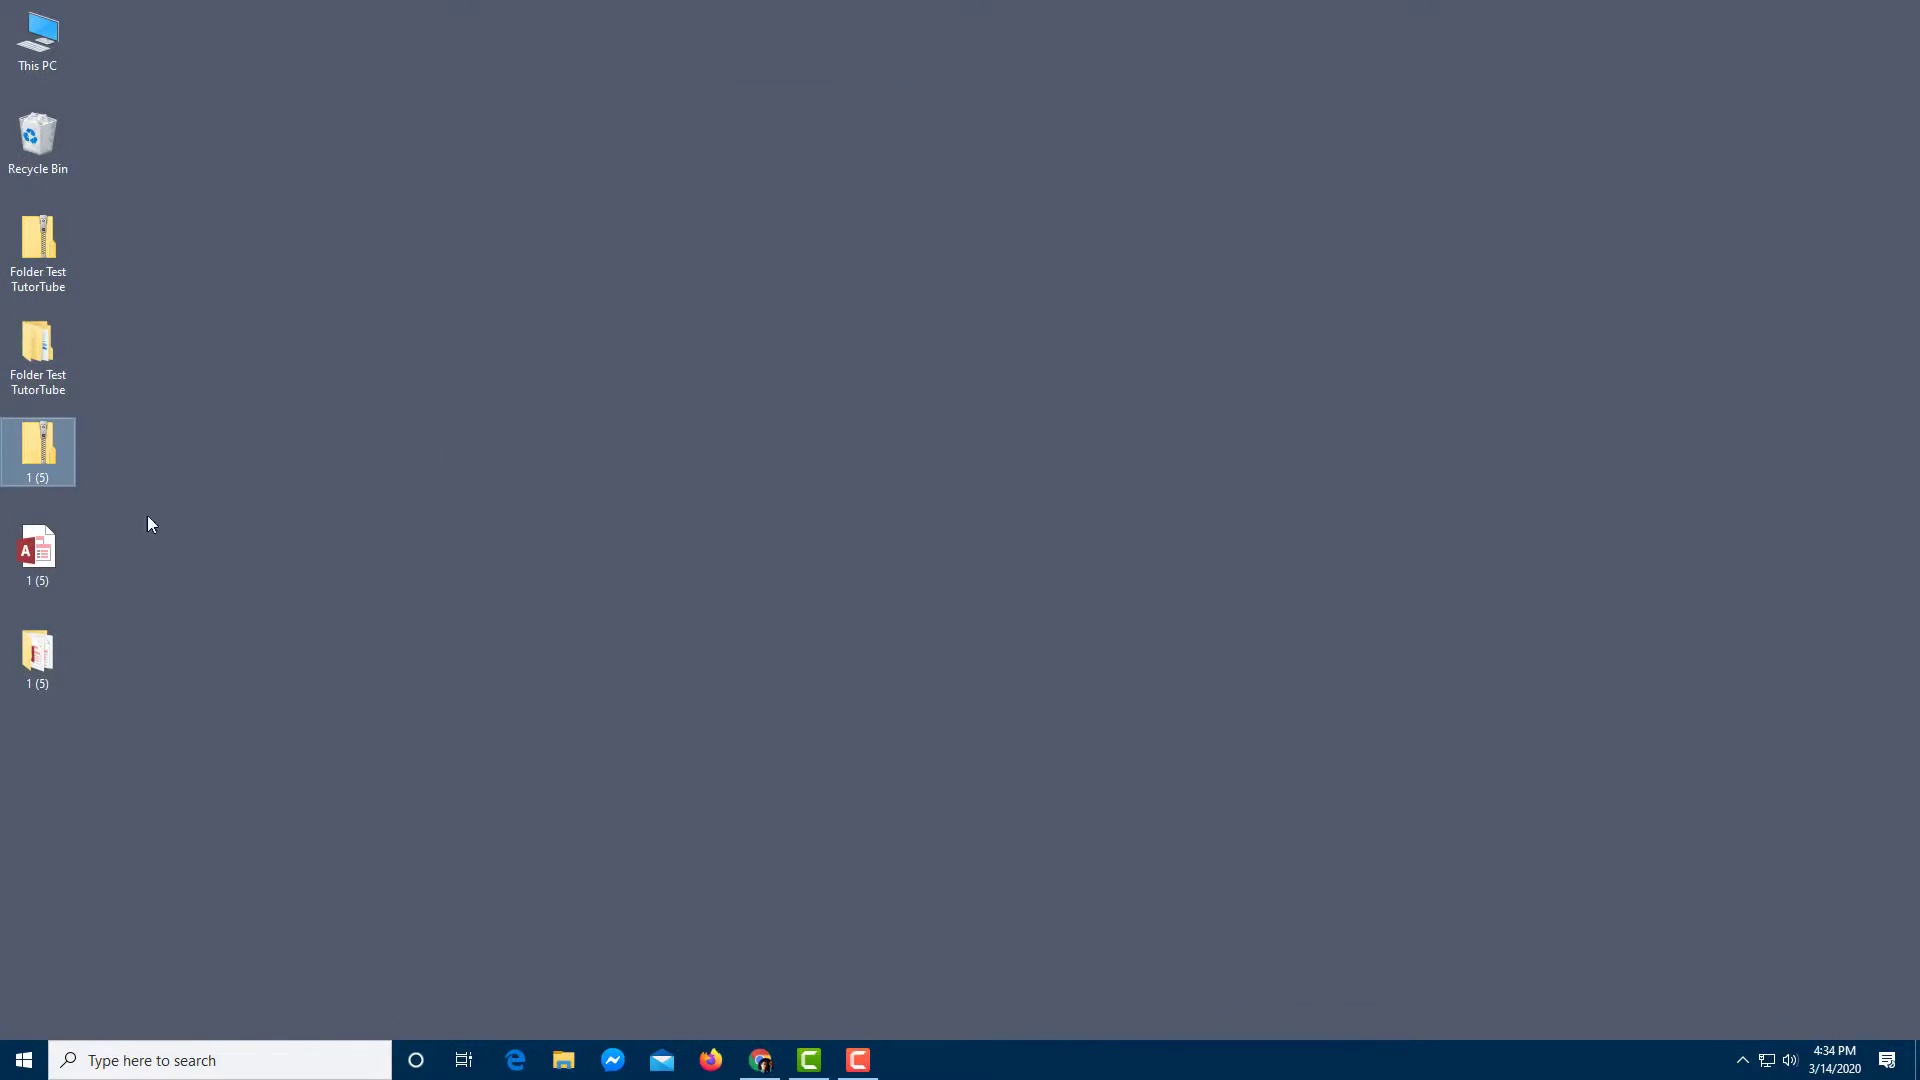 This PC
Recycle Bin
Folder Test
TutorTube
Folder Test
TutorTube
1 (5)
A
1 (5)
1 (5)
Type here to search
4:34 PM
3/14/2020